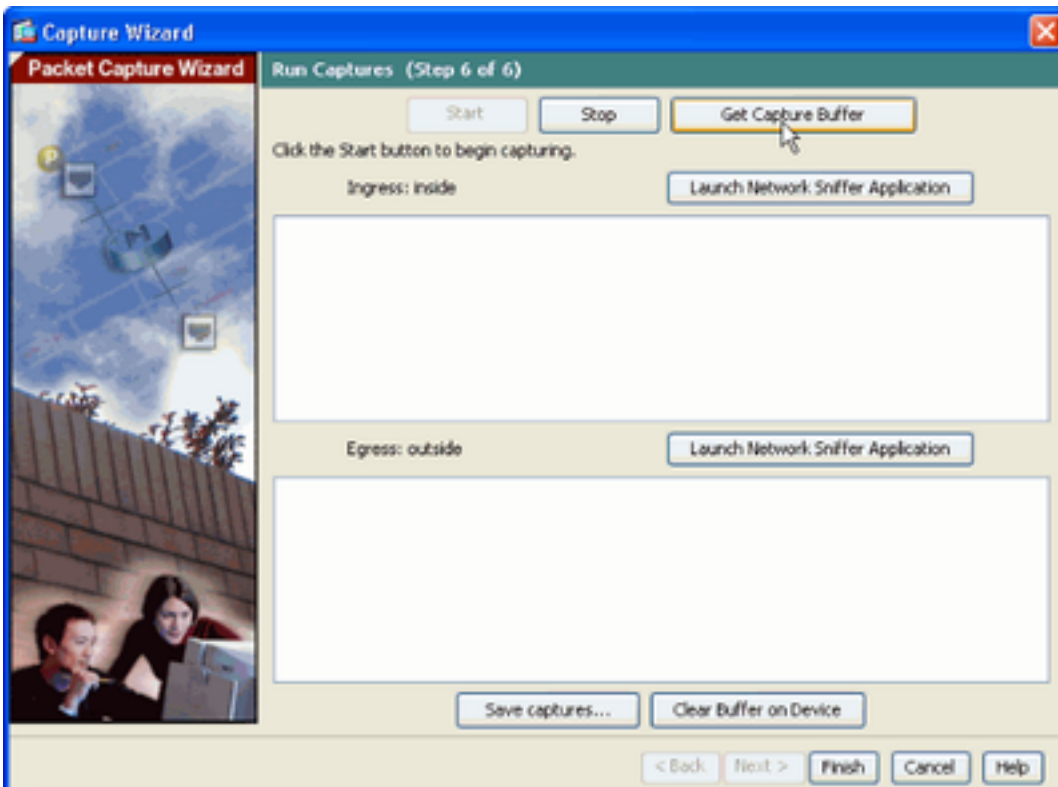 Capture Wizard
Packet Capture Wizard
Run Captures (Step 6 of 6)
Start Stop Get Capture Buffer
Click the Start button to begin capturing.
Ingress: inside Launch Network Sniffer Application
Egress: outside Launch Network Sniffer Application
Save captures... Clear Buffer on Device
< Back Next > Finish Cancel Help
P